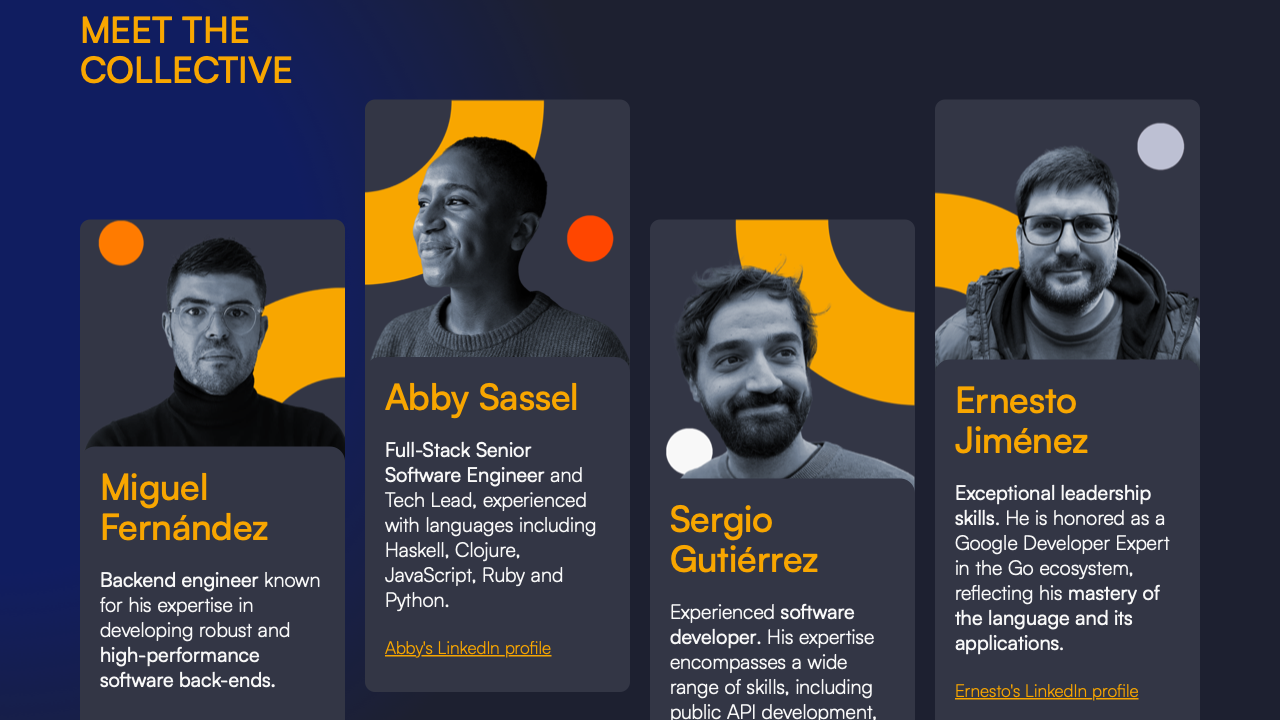 MEET THE
COLLECTIVE
Miguel
Fernández
Backend engineer known
for his expertise in
developing robust and
high-performance
software back-ends.
Abby Sassel
Full-Stack Senior
Software Engineer and
Tech Lead, experienced
with languages including
Haskell, Clojure,
JavaScript, Ruby and
Python.
Abby's LinkedIn profile
Sergio
Gutiérrez
Experienced software
developer. His expertise
encompasses a wide
range of skills, including
public API development,
Ernesto
Jiménez
Exceptional leadership
skills. He is honored as a
Google Developer Expert
in the Go ecosystem,
reflecting his mastery of
the language and its
applications.
Ernesto's LinkedIn profile